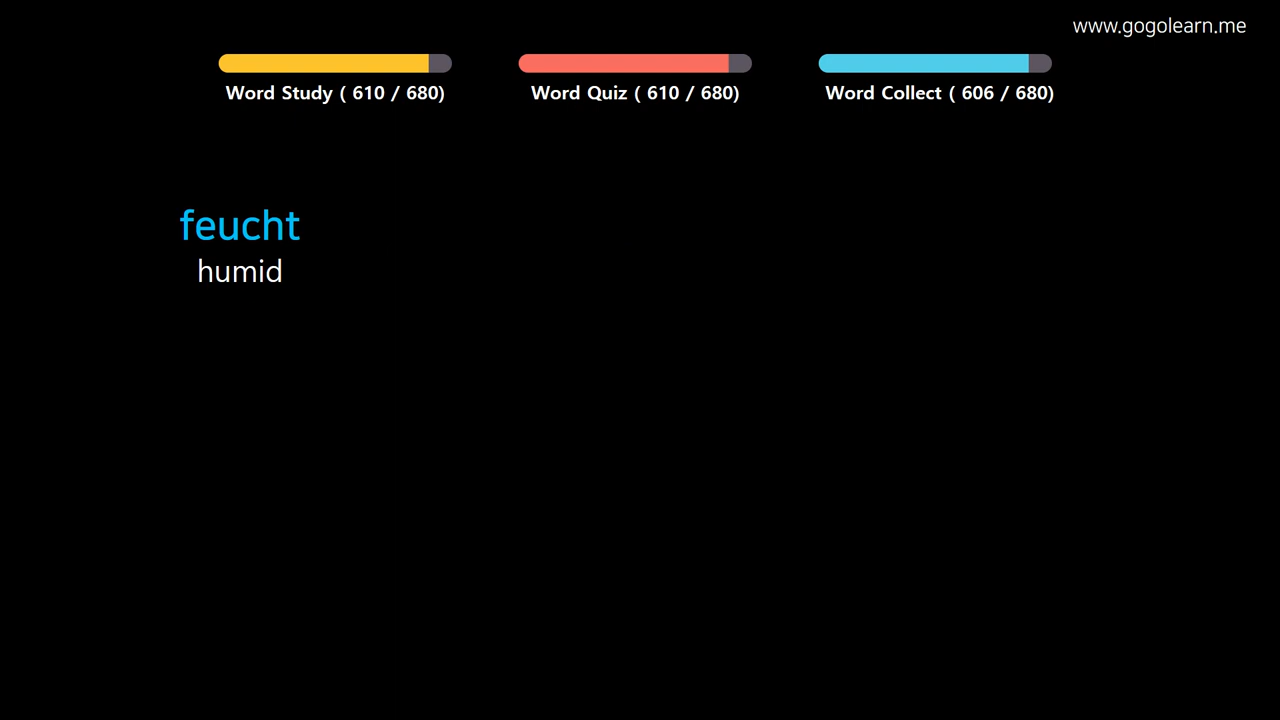 www.gogolearn.me
Word Study ( 610 / 680)
Word Quiz ( 610 / 680)
Word Collect ( 606 / 680)
feucht
humid